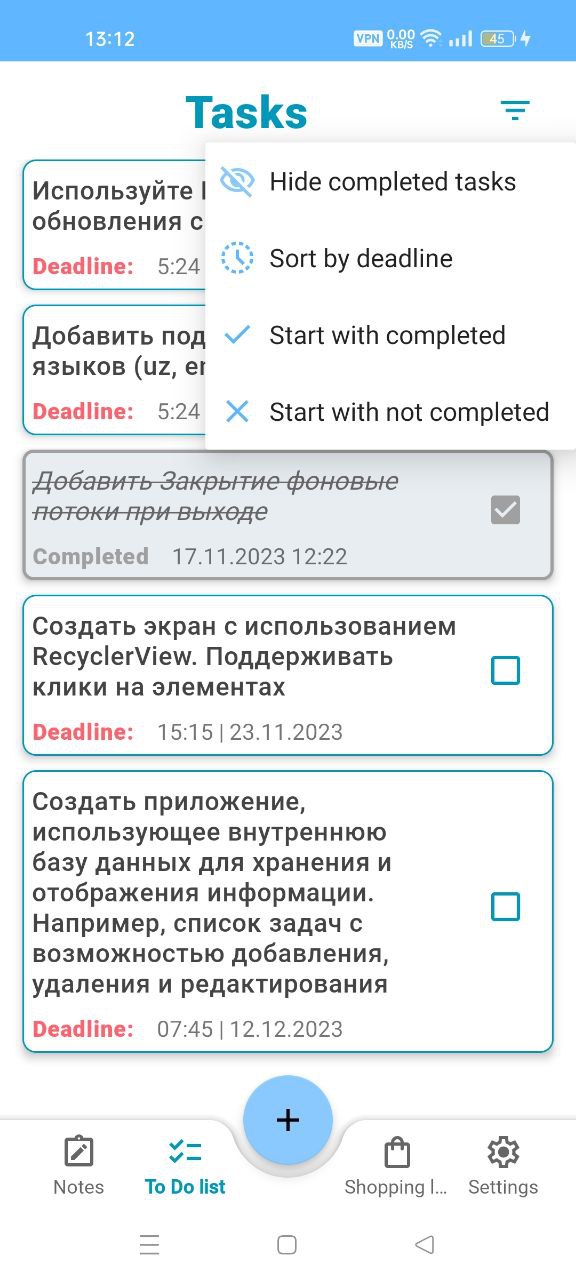 13:12
VPN 0.00 KB/S 45
Tasks
Hide completed tasks
Sort by deadline
Start with completed
Start with not completed
Используйте
обновления с
Deadline: 5:24
Добавить под
языков (uz, en
Deadline: 5:24
Добавить Закрытие фоновые
потоки при выходе
Completed 17.11.2023 12:22
Создать экран с использованием
RecyclerView. Поддерживать
клики на элементах
Deadline: 15:15 | 23.11.2023
Создать приложение,
использующее внутреннюю
базу данных для хранения и
отображения информации.
Например, список задач с
возможностью добавления,
удаления и редактирования
Deadline: 07:45 | 12.12.2023
+
Notes To Do list Shopping l... Settings